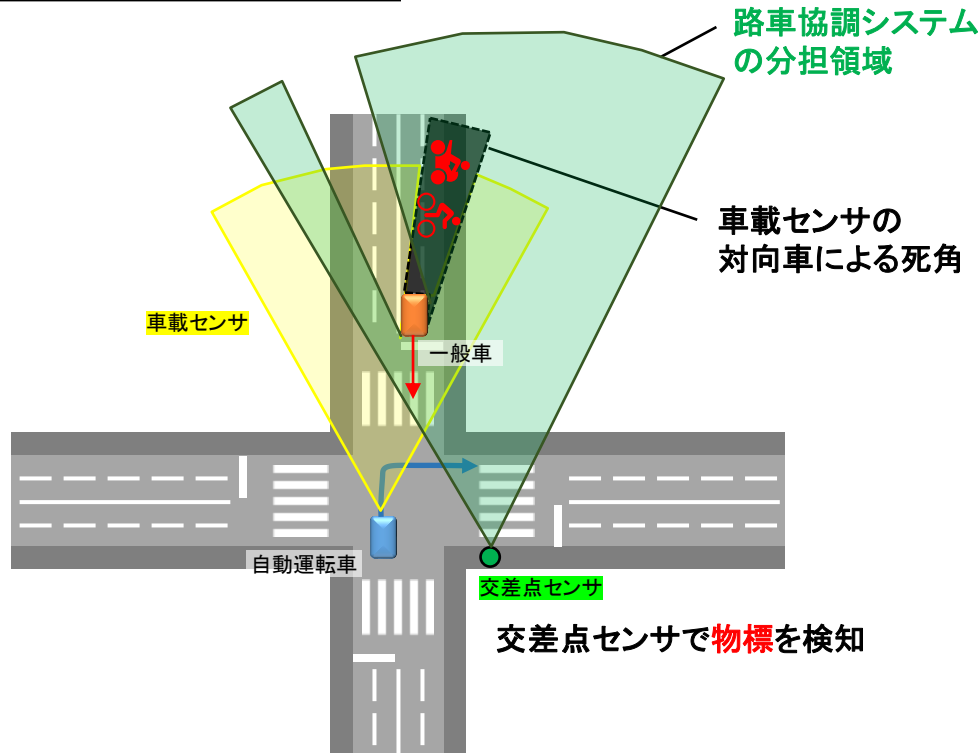 路車協調システム
の分担領域
車載センサの
対向車による死角
車載センサ
一般車
自動運転車
交差点センサ
交差点センサで物標を検知